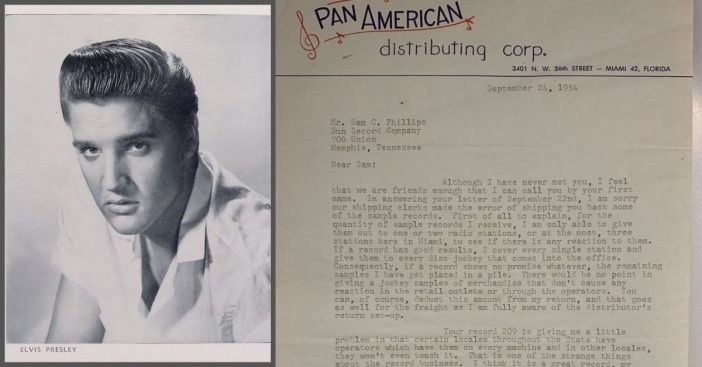 ELVIS PRESLEY
PAN AMERICAN
distributing corp.
3401 N. W. 36th STREET — MIAMI 42, FLORIDA
September 24, 1954
Mr. Sam C. Phillips
Sun Record Company
706 Union
Memphis, Tennessee
Dear Sam:
Although I have never met you, I feel
that we are friends enough that I can call you by your first
name. In answering your letter of September 22nd, I am sorry
our shipping clerks made the error of shipping you back some
of the sample records. First of all to explain, for the
quantity of sample records I receive, I am only able to give
them out to one or two radio stations, or at the most, three
stations here in Miami, to see if there is any reaction to them.
If a record has good results, I cover every single station and
give them to every disc jockey that comes into the office.
Consequently, if a record shows no promise whatever, the remaining
samples I have get placed in a pile. There would be no point in
giving a jockey samples of merchandise that don't cause any
reaction in the retail outlets or through the operators. You
can, of course, deduct this amount from my return, and that goes
as well for the freight as I am fully aware of the distributor's
return set-up.
Your record 209 is giving me a little
problem in that certain locales throughout the State have
operators which have them on every machine and in other locales,
they won't even touch it. That is one of the strange things
about the record business. I think it is a great record, my